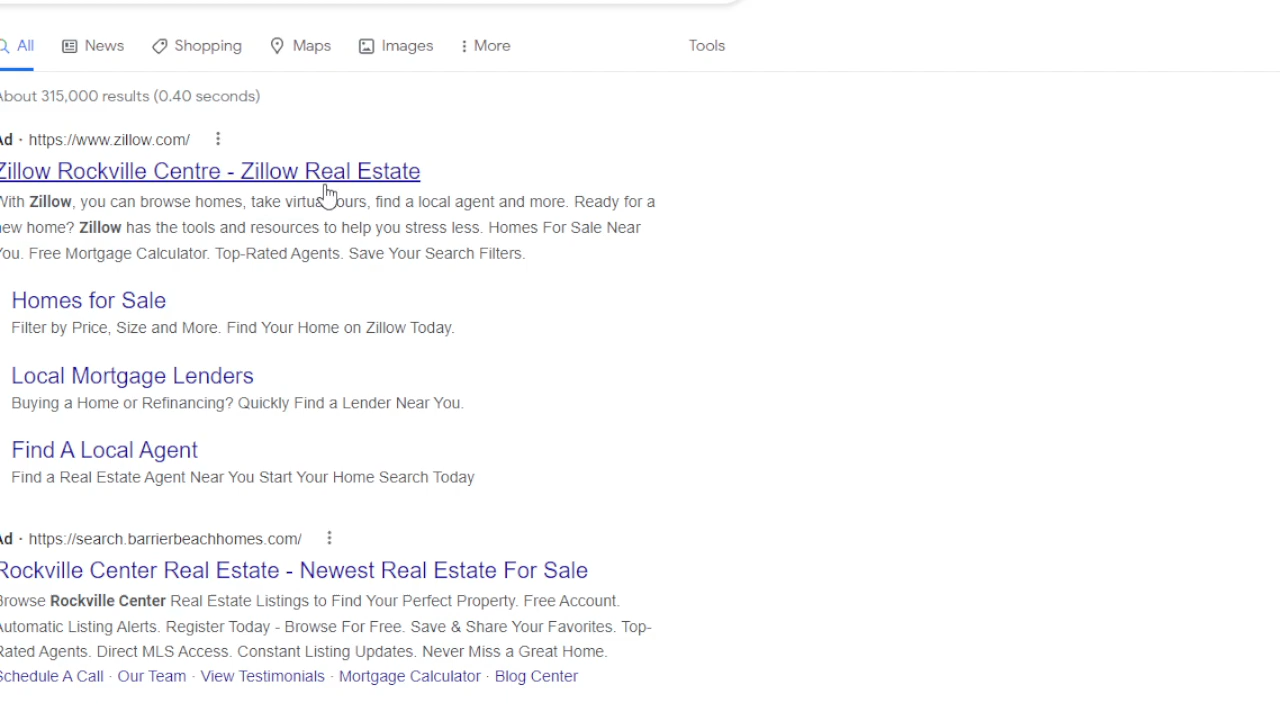 All News Shopping Maps Images More Tools
About 315,000 results (0.40 seconds)
Ad · https://www.zillow.com/
Zillow Rockville Centre - Zillow Real Estate
With Zillow, you can browse homes, take virtual tours, find a local agent and more. Ready for a
new home? Zillow has the tools and resources to help you stress less. Homes For Sale Near
You. Free Mortgage Calculator. Top-Rated Agents. Save Your Search Filters.
Homes for Sale
Filter by Price, Size and More. Find Your Home on Zillow Today.
Local Mortgage Lenders
Buying a Home or Refinancing? Quickly Find a Lender Near You.
Find A Local Agent
Find a Real Estate Agent Near You Start Your Home Search Today
Ad · https://search.barrierbeachhomes.com/
Rockville Center Real Estate - Newest Real Estate For Sale
Browse Rockville Center Real Estate Listings to Find Your Perfect Property. Free Account.
Automatic Listing Alerts. Register Today - Browse For Free. Save & Share Your Favorites. Top-
Rated Agents. Direct MLS Access. Constant Listing Updates. Never Miss a Great Home.
Schedule A Call · Our Team · View Testimonials · Mortgage Calculator · Blog Center